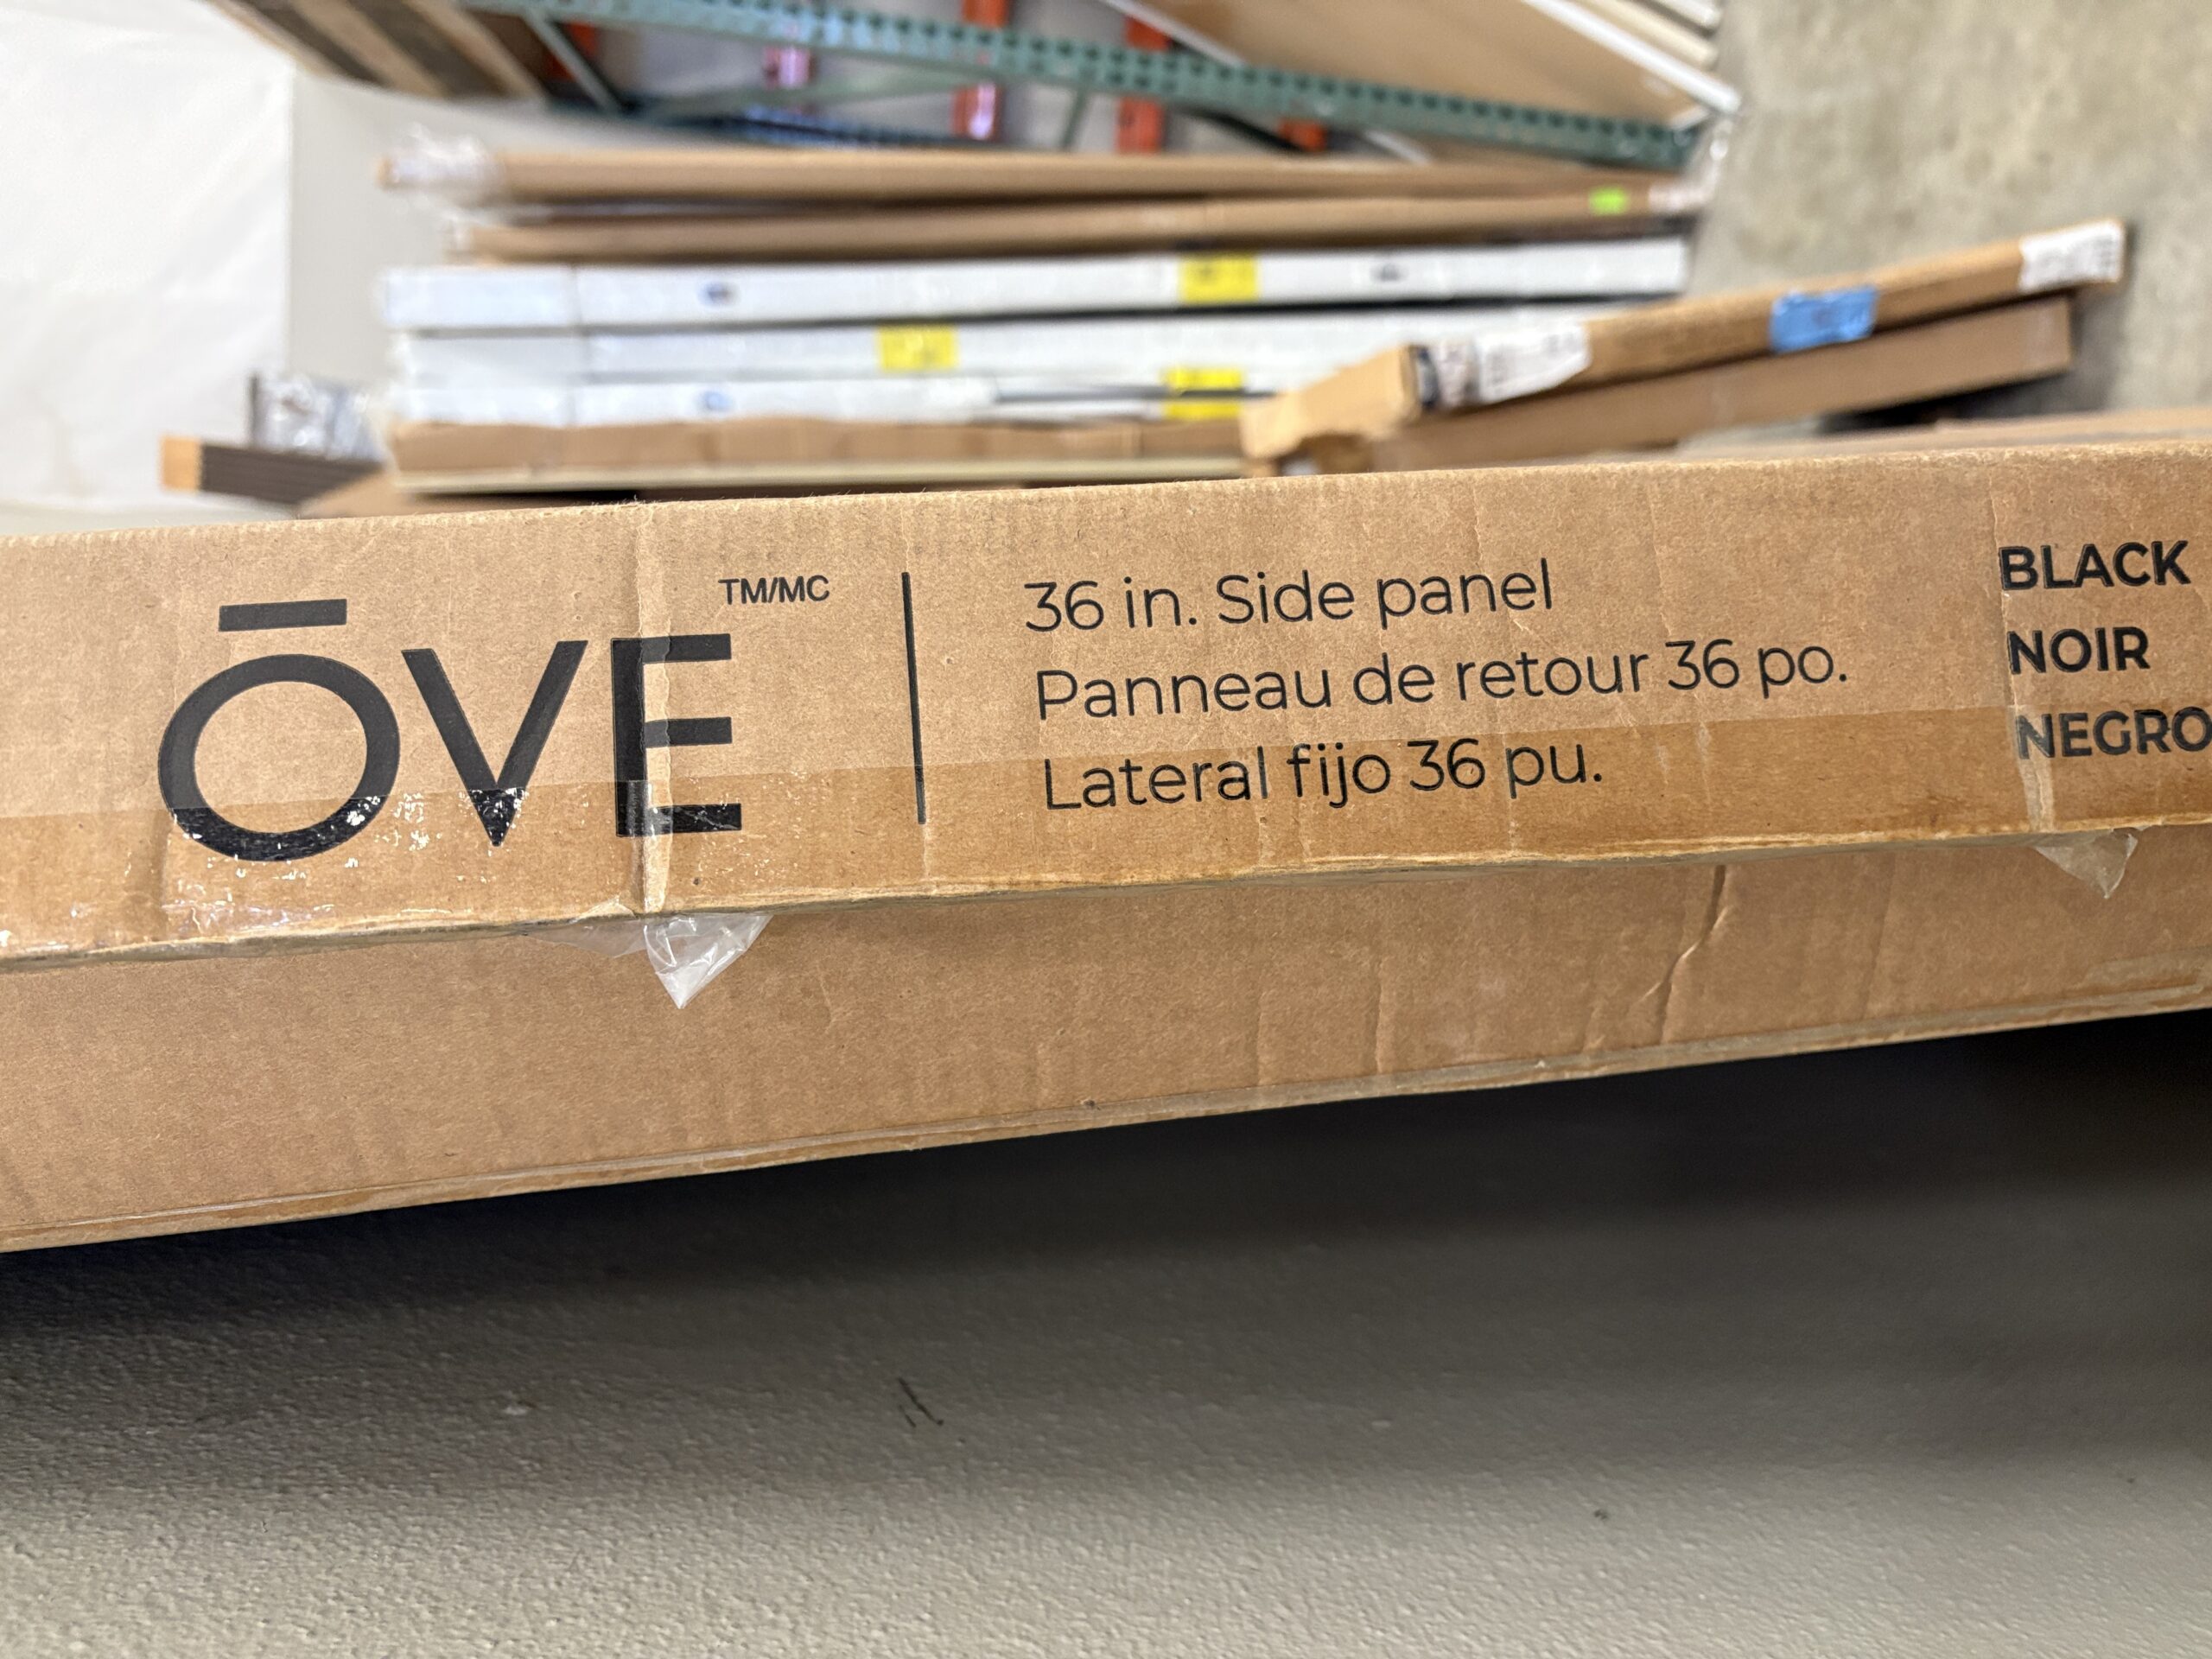 ŌVE TM/MC
36 in. Side panel
Panneau de retour 36 po.
Lateral fijo 36 pu.
BLACK
NOIR
NEGRO